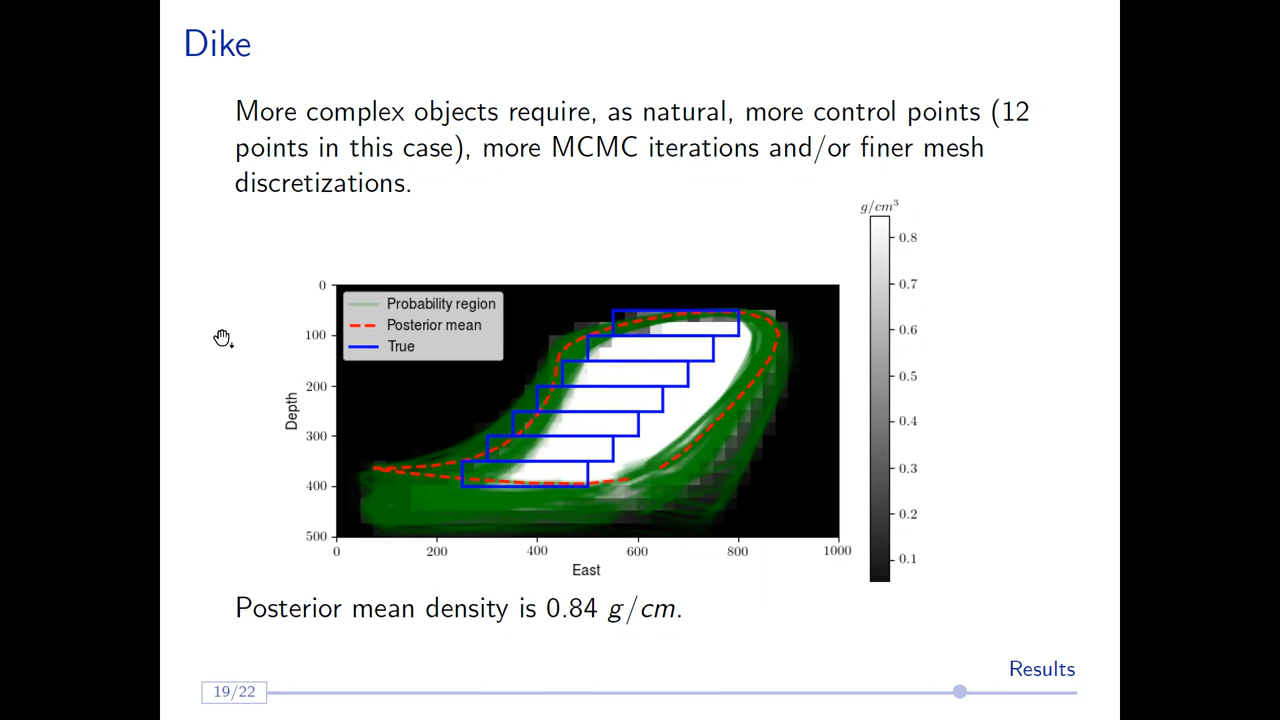 Dike
More complex objects require, as natural, more control points (12
points in this case), more MCMC iterations and/or finer mesh
discretizations.
g/cm³
0.8
0.7
0.6
0.5
0.4
0.3
0.2
0.1
Probability region
Posterior mean
True
Depth
0
100
200
300
400
500
0
200
400
600
800
1000
East
Posterior mean density is 0.84 g/cm.
Results
19/22